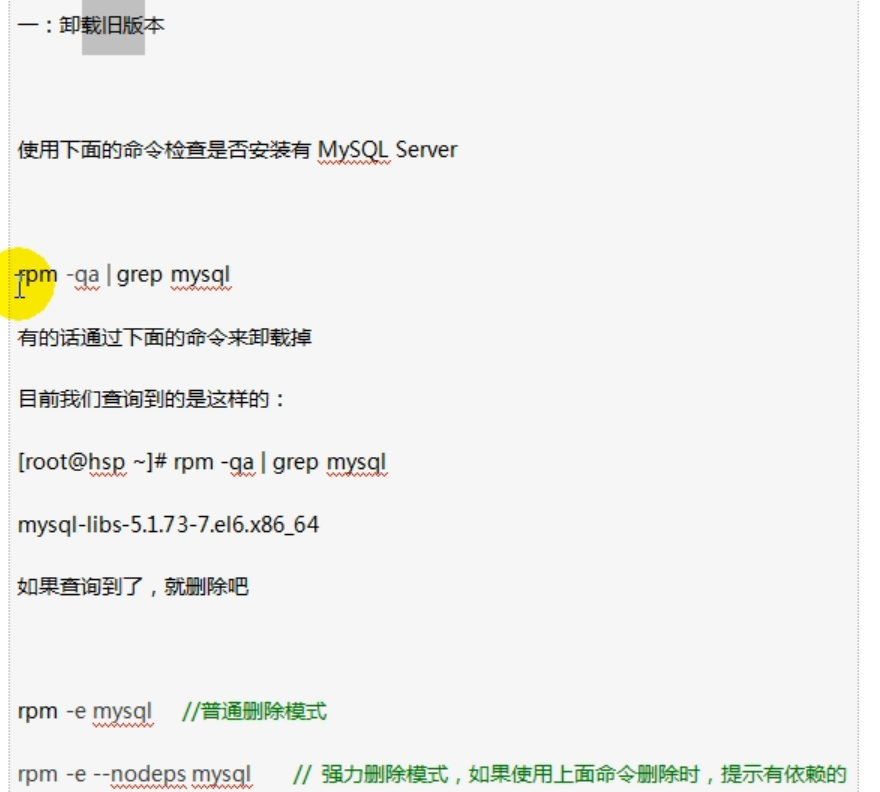 一：卸载旧版本
使用下面的命令检查是否安装有 MySQL Server
rpm -qa | grep mysql
有的话通过下面的命令来卸载掉
目前我们查询到的是这样的：
[root@hsp ~]# rpm -qa | grep mysql
mysql-libs-5.1.73-7.el6.x86_64
如果查询到了，就删除吧
rpm -e mysql //普通删除模式
rpm -e --nodeps mysql // 强力删除模式，如果使用上面命令删除时，提示有依赖的